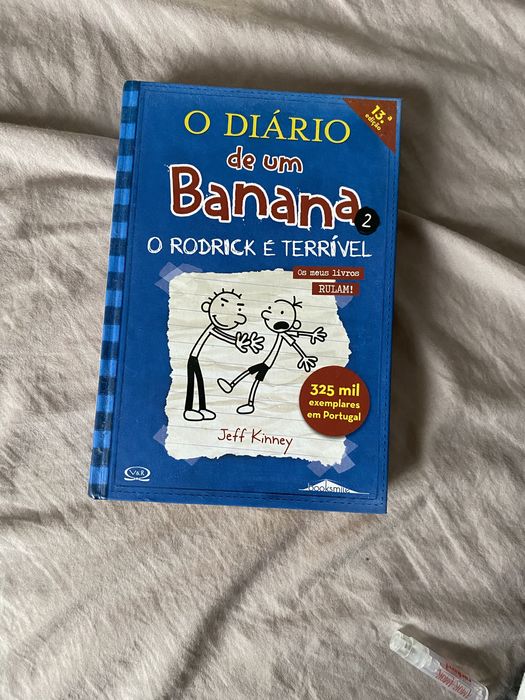 13.ª
edição
O DIÁRIO
de um
Banana
2
O RODRICK É TERRÍVEL
Os meus livros
RULAM!
325 mil
exemplares
em Portugal
Jeff Kinney
V&R
booksmile